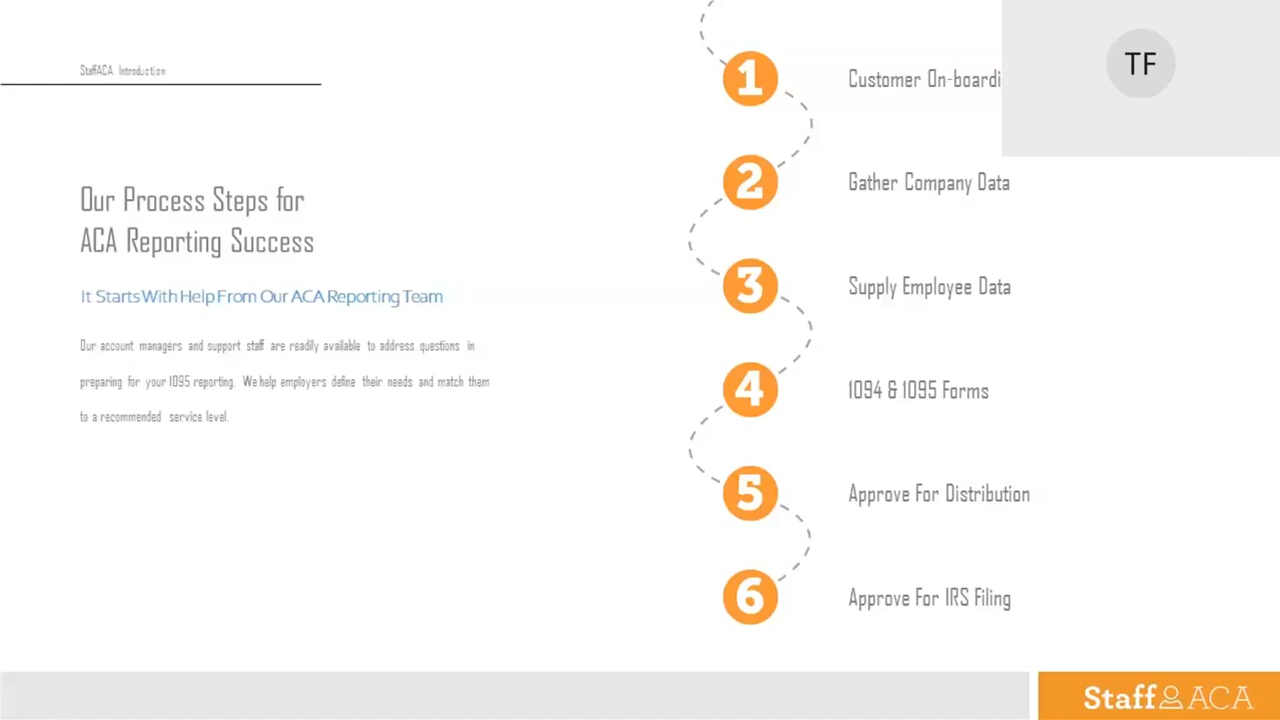 StaffACA Introduction
Our Process Steps for
ACA Reporting Success
It Starts With Help From Our ACA Reporting Team
Our account managers and support staff are readily available to address questions in
preparing for your 1095 reporting. We help employers define their needs and match them
to a recommended service level.
1 Customer On-boardi
2 Gather Company Data
3 Supply Employee Data
4 1094 & 1095 Forms
5 Approve For Distribution
6 Approve For IRS Filing
TF
Staff ACA